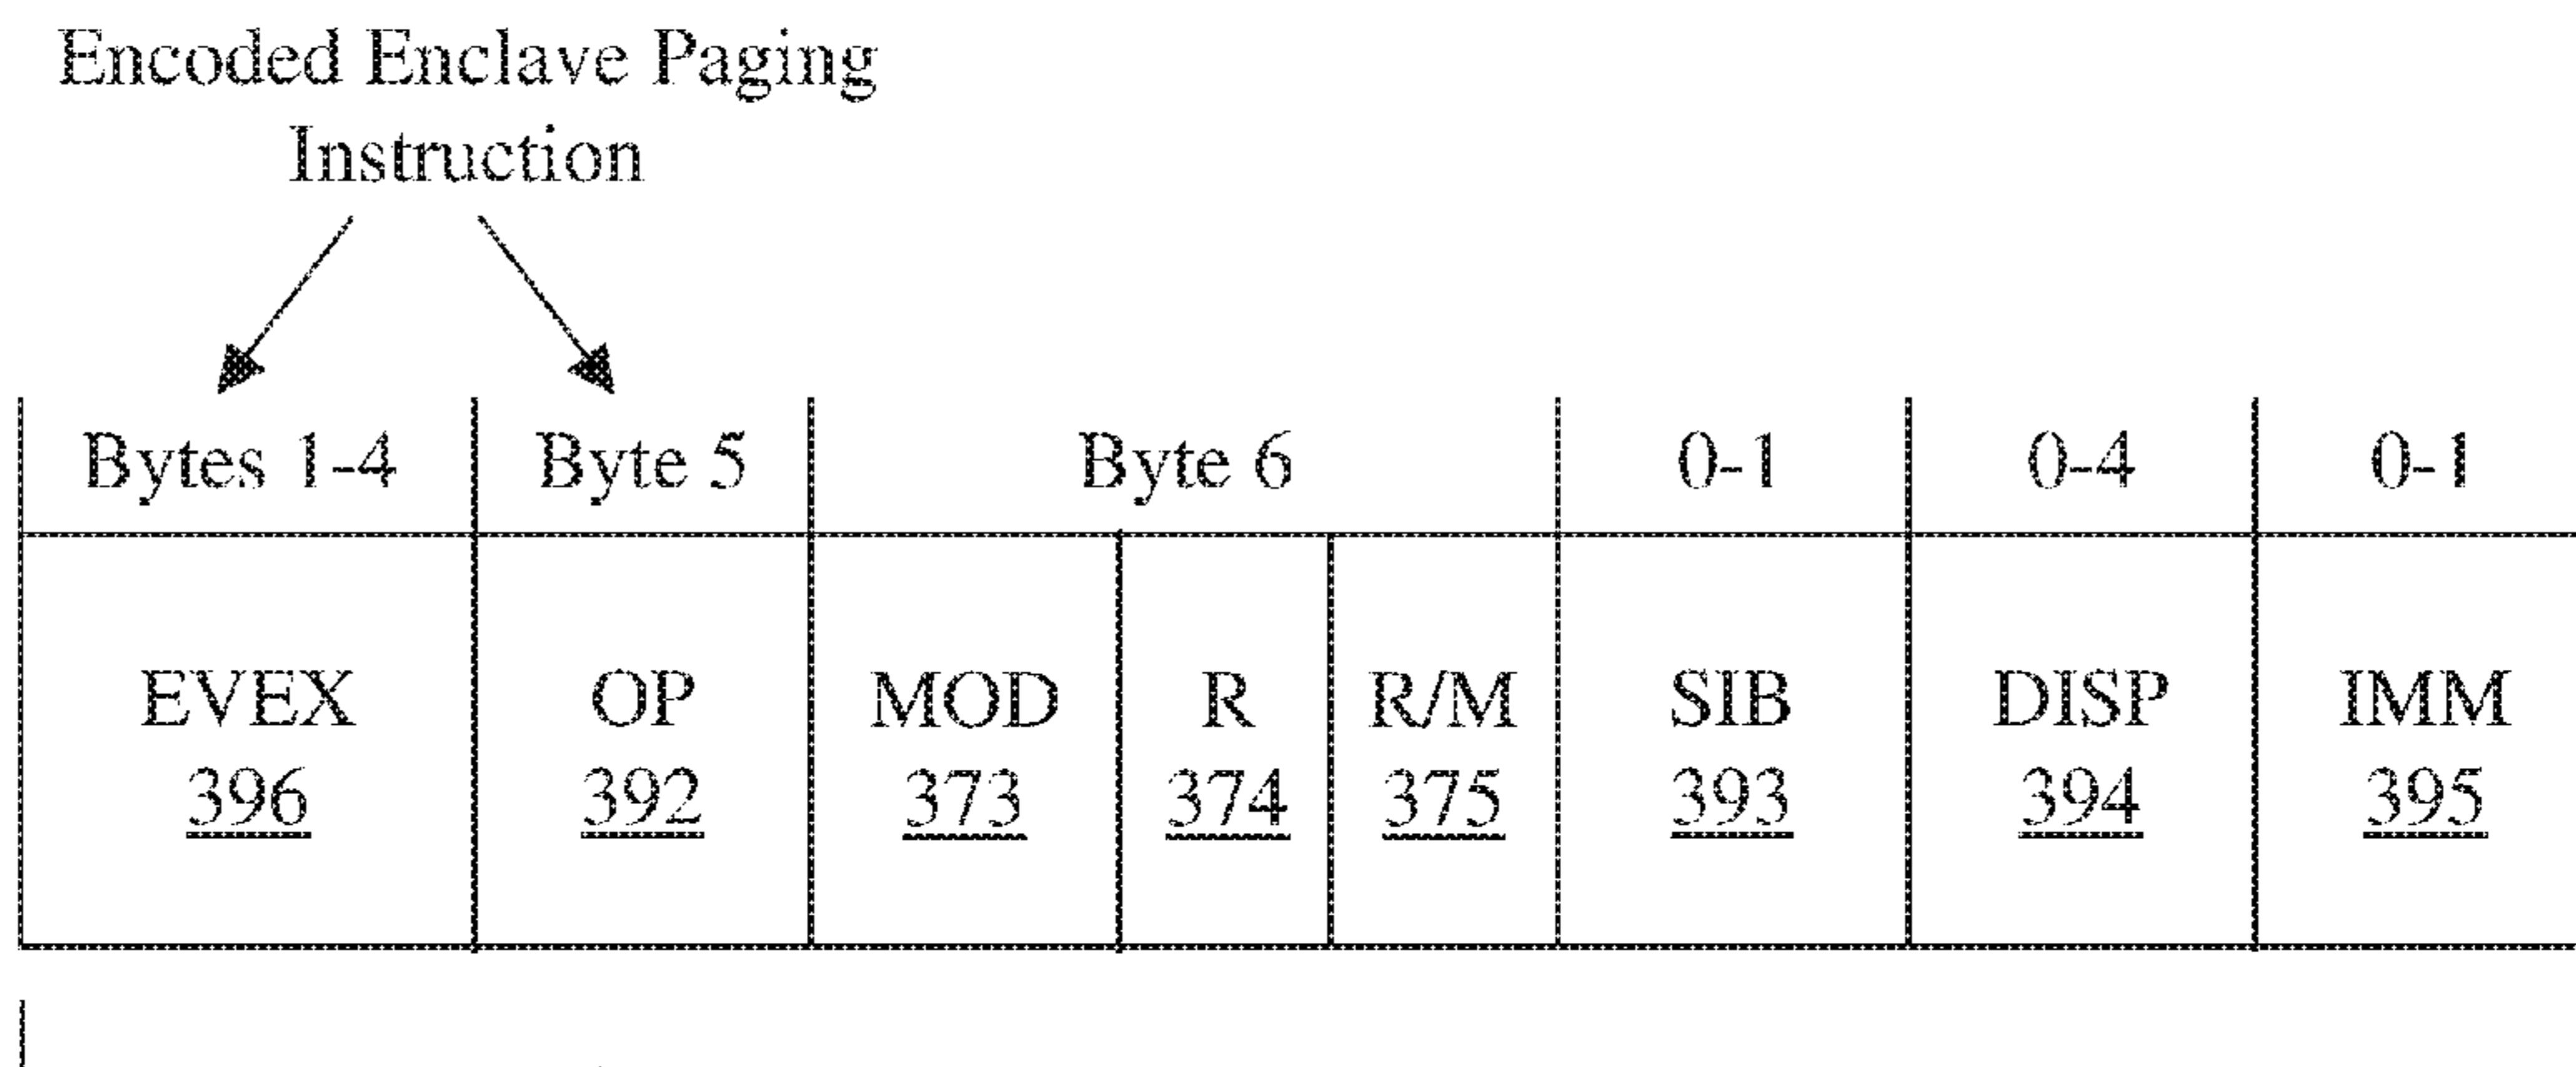 Encoded Enclave Paging
Instruction
Bytes 1-4 Byte 5 Byte 6 0-1 0-4 0-1
EVEX OP MOD R R/M SIB DISP IMM
396 392 373 374 375 393 394 395